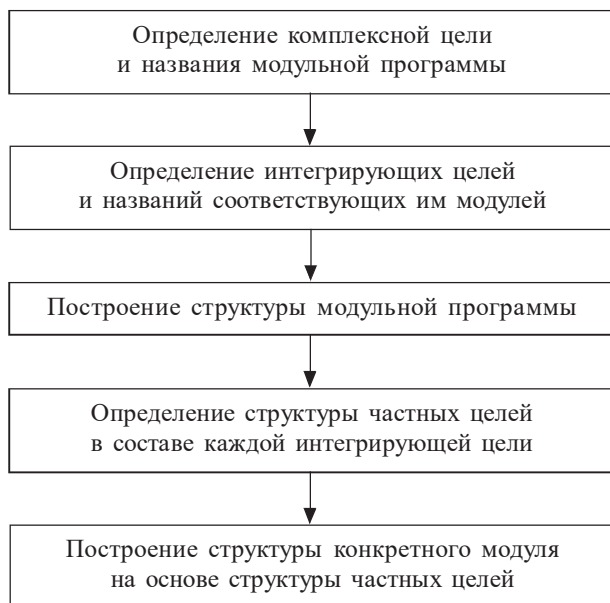 Определение комплексной цели
и названия модульной программы
Определение интегрирующих целей
и названий соответствующих им модулей
Построение структуры модульной программы
Определение структуры частных целей
в составе каждой интегрирующей цели
Построение структуры конкретного модуля
на основе структуры частных целей